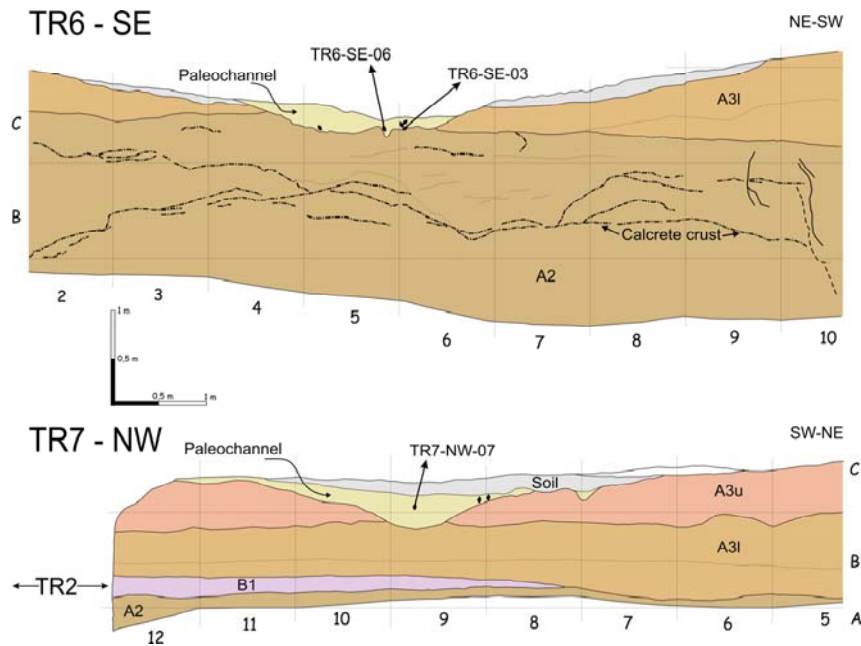 TR6 - SE
NE-SW
TR6-SE-06
TR6-SE-03
Paleochannel
A3l
C
B
Calcrete crust
A2
2 3 4 5 6 7 8 9 10
1 m
0,5 m
0,5 m 1 m
TR7 - NW
SW-NE
Paleochannel
TR7-NW-07
Soil
C
A3u
A3l
B
TR2
B1
A2
A
12 11 10 9 8 7 6 5